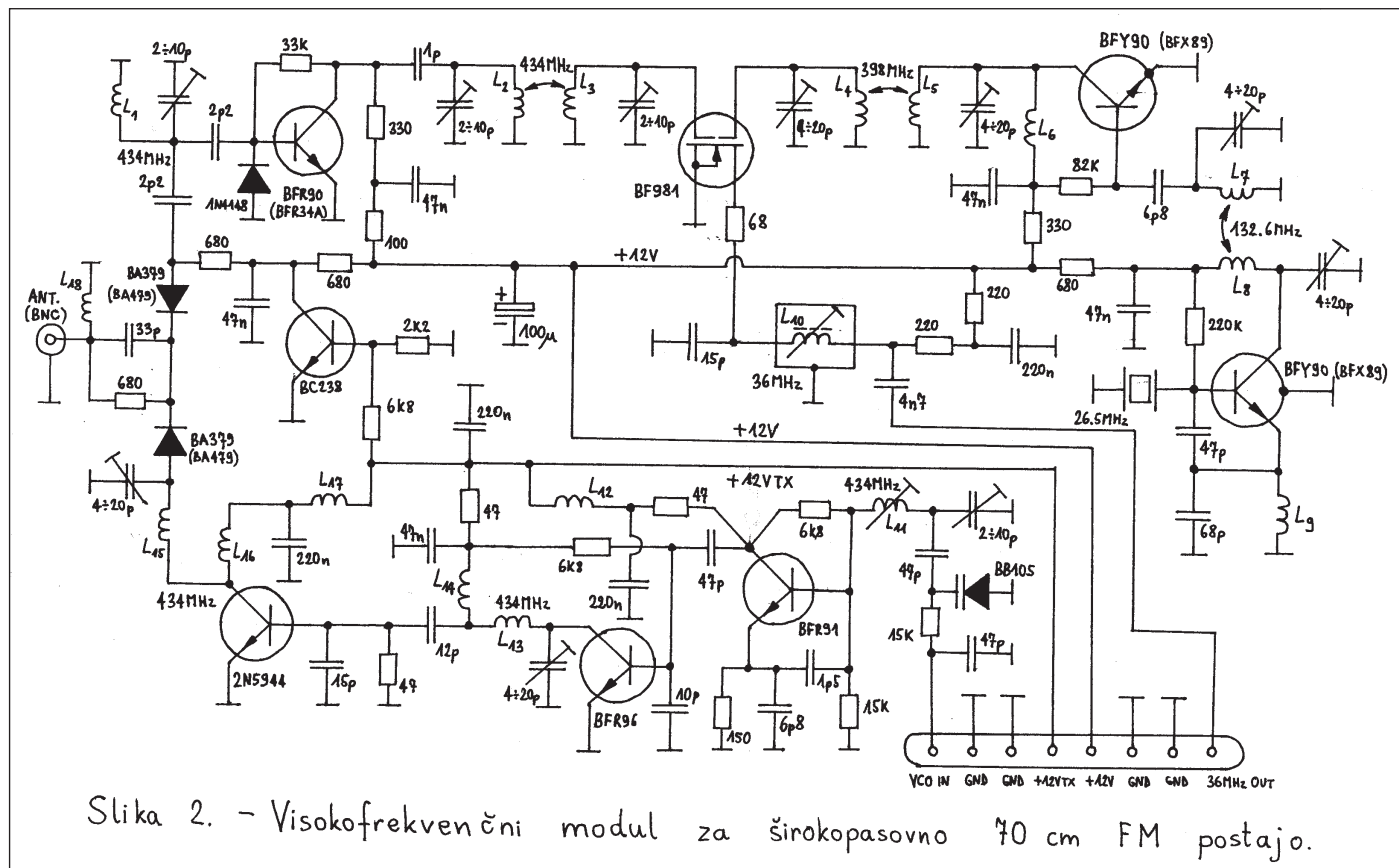 2÷10p
33K
1p
434MHz
398MHz
BFY90 (BFX89)
L1
2p2
434MHz
BFR90
(BFR34A)
1N4148
2p2
330
47n
100
2÷10p
L2
L3
2÷10p
BF981
68
4÷20p
L4
L5
4÷20p
L6
47n
82K
330
6p8
4÷20p
L7
132.6MHz
L8
4÷20p
+12V
680
680
680
47n
220K
BFY90 (BFX89)
L18
ANT.
(BNC)
BA379
(BA479)
33p
680
47n
BC238
2K2
+
−
100μ
15p
L10
36MHz
220
220
220n
4n7
26.5MHz
47p
68p
L9
BA379
(BA479)
6K8
220n
+12V
4÷20p
L15
L17
L16
220n
47
47n
L14
L12
+12VTX
47
6K8
220n
6K8
47p
434MHz
L11
2÷10p
47p
BB105
15K
47p
434MHz
2N5944
15p
47
12p
434MHz
L13
4÷20p
BFR96
10p
BFR91
150
6p8
1p5
15K
VCO IN GND GND +12VTX +12V GND GND 36MHz OUT
Slika 2. - Visokofrekvenčni modul za širokopasovno 70 cm FM postajo.